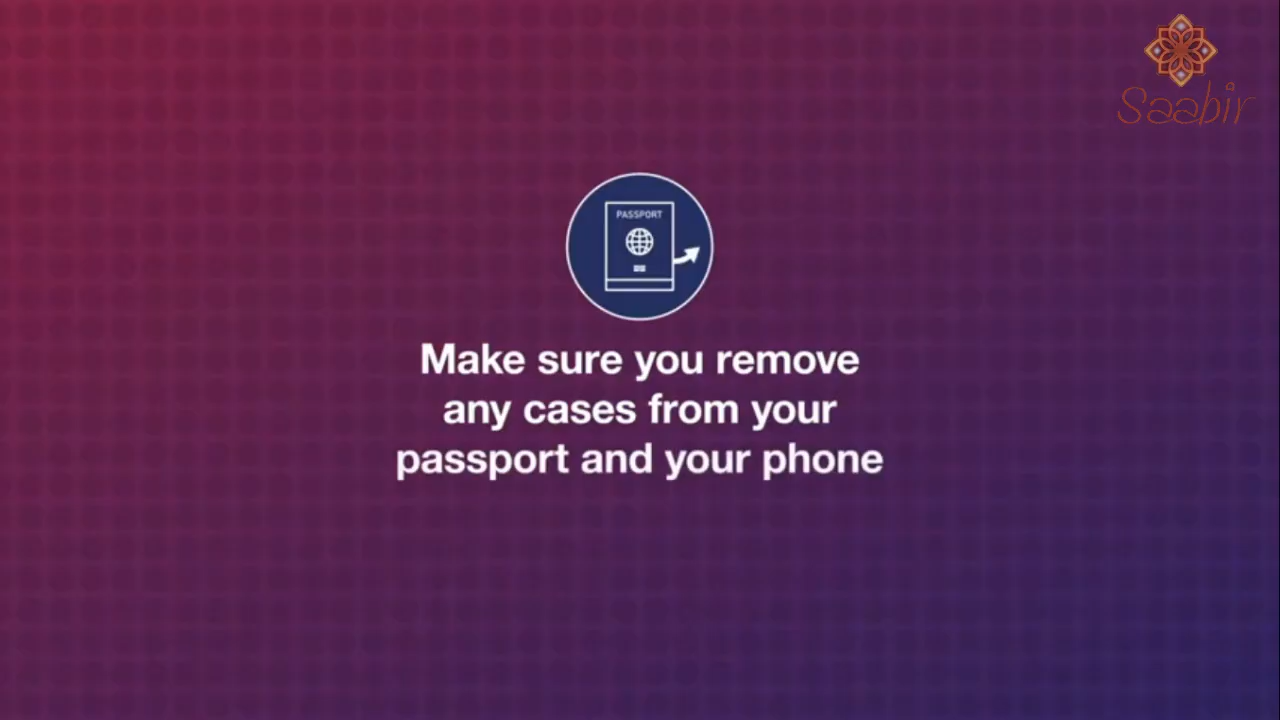 Saabir
PASSPORT
Make sure you remove
any cases from your
passport and your phone